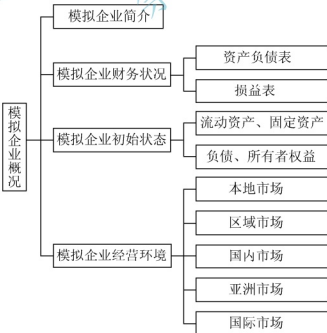 模拟企业概况
模拟企业简介
模拟企业财务状况
资产负债表
损益表
模拟企业初始状态
流动资产、固定资产
负债、所有者权益
模拟企业经营环境
本地市场
区域市场
国内市场
亚洲市场
国际市场